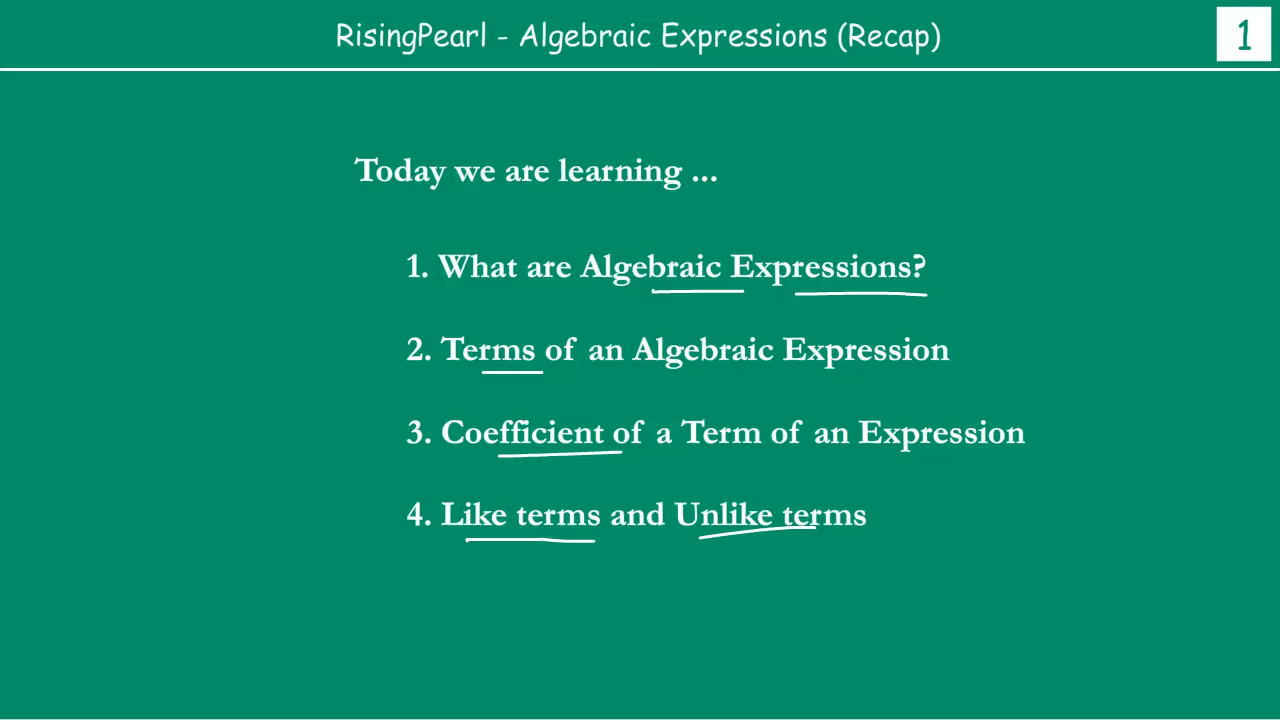 RisingPearl - Algebraic Expressions (Recap)
1
Today we are learning ...
1. What are Algebraic Expressions?
2. Terms of an Algebraic Expression
3. Coefficient of a Term of an Expression
4. Like terms and Unlike terms